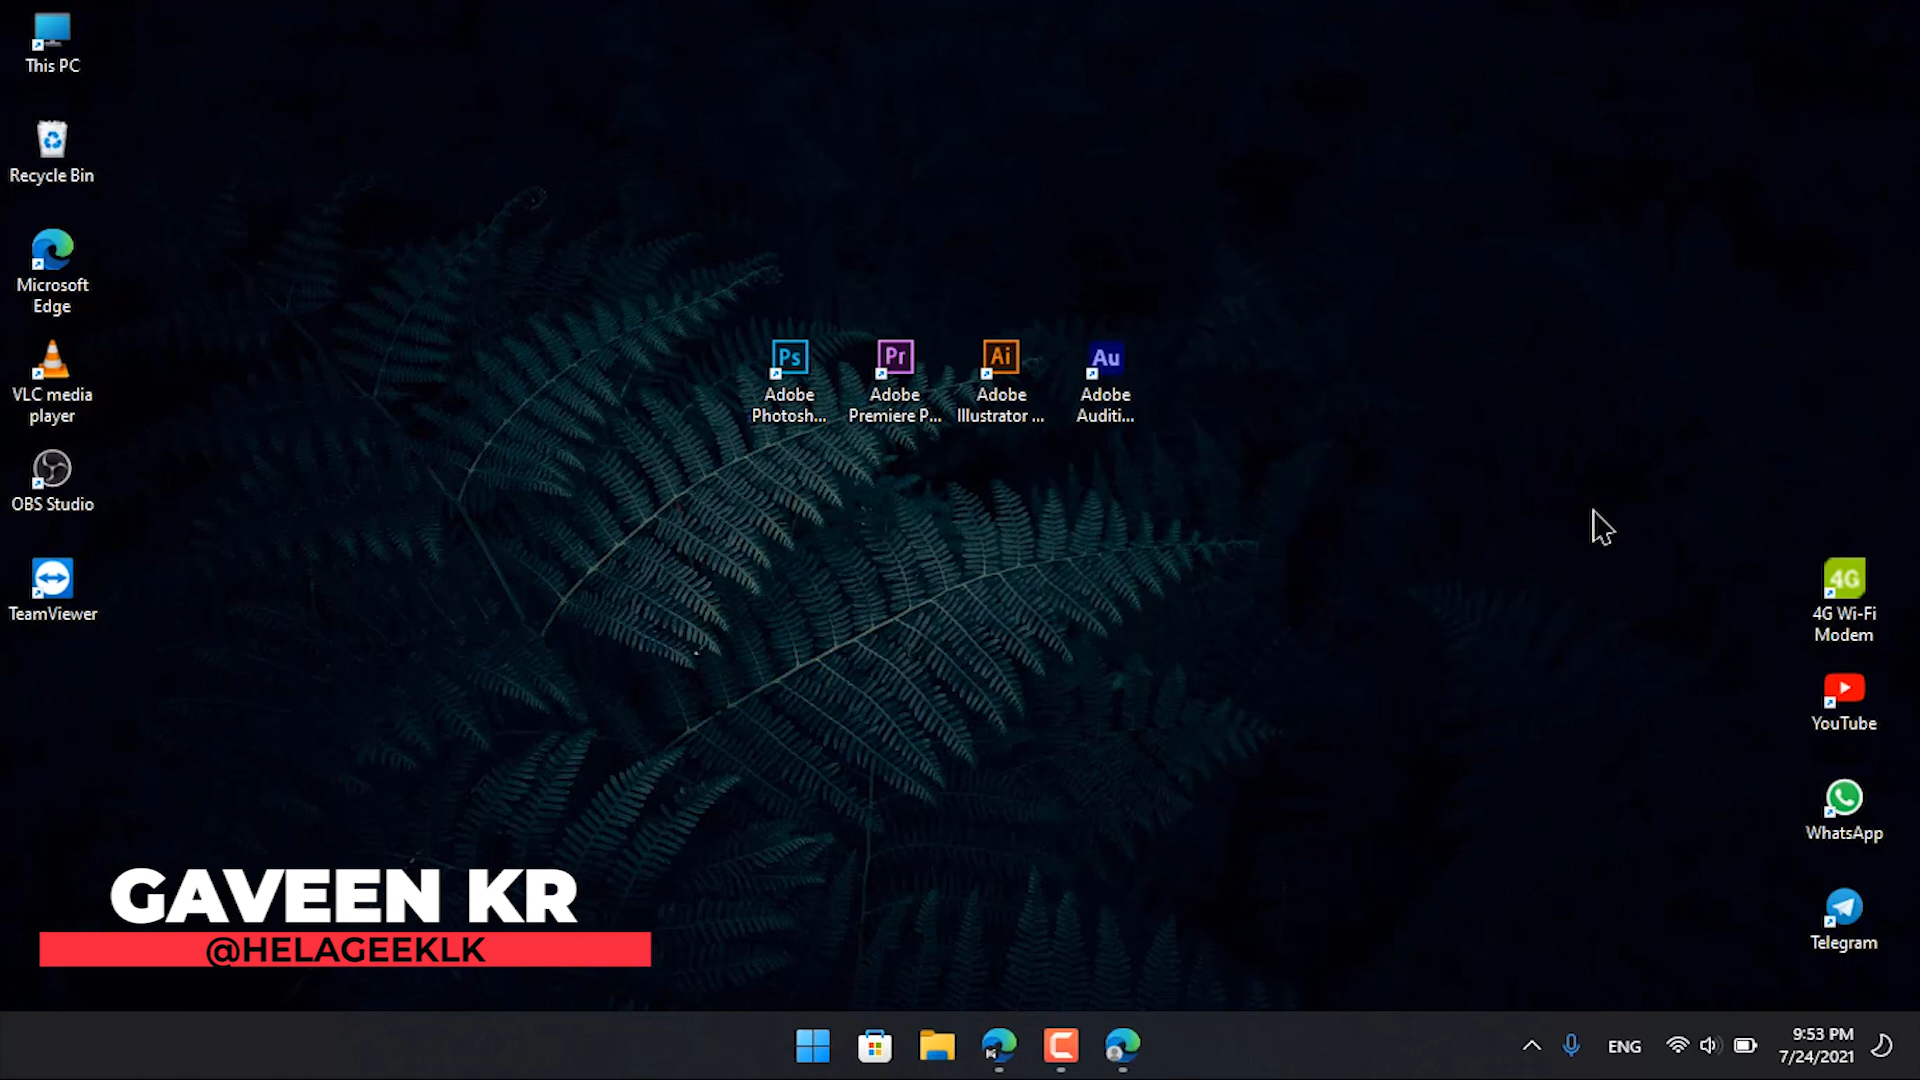 This PC
Recycle Bin
Microsoft
Edge
VLC media
player
OBS Studio
TeamViewer
Ps
Adobe
Photosh...
Pr
Adobe
Premiere P...
Ai
Adobe
Illustrator ...
Au
Adobe
Auditi...
4G
4G Wi-Fi
Modem
YouTube
WhatsApp
Telegram
GAVEEN KR
@HELAGEEKLK
ENG
9:53 PM
7/24/2021